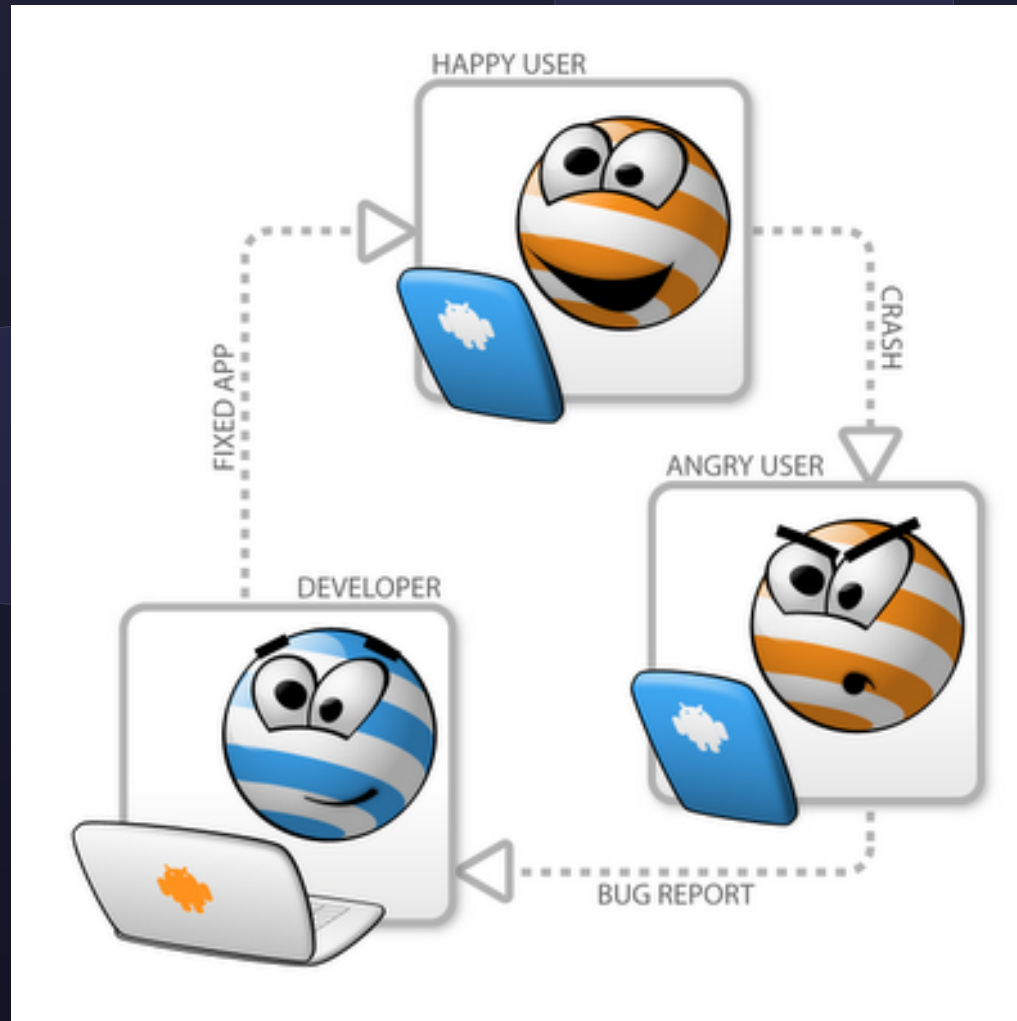 HAPPY USER
CRASH
FIXED APP
ANGRY USER
DEVELOPER
BUG REPORT